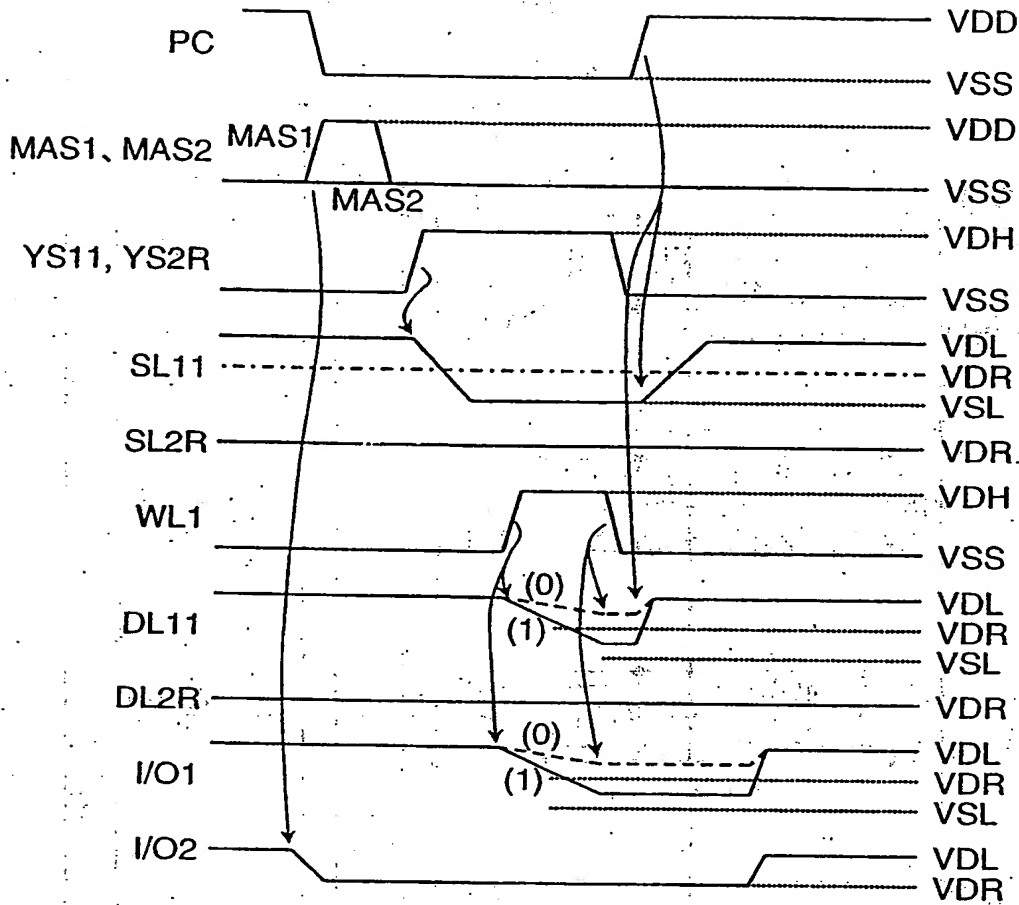 PC VDD
VSS
MAS1、MAS2 MAS1 VDD
MAS2 VSS
YS11, YS2R VDH
VSS
SL11 VDL
VDR
VSL
SL2R VDR
WL1 VDH
VSS
DL11 (0) VDL
(1) VDR
VSL
DL2R VDR
I/O1 (0) VDL
(1) VDR
VSL
I/O2 VDL
VDR